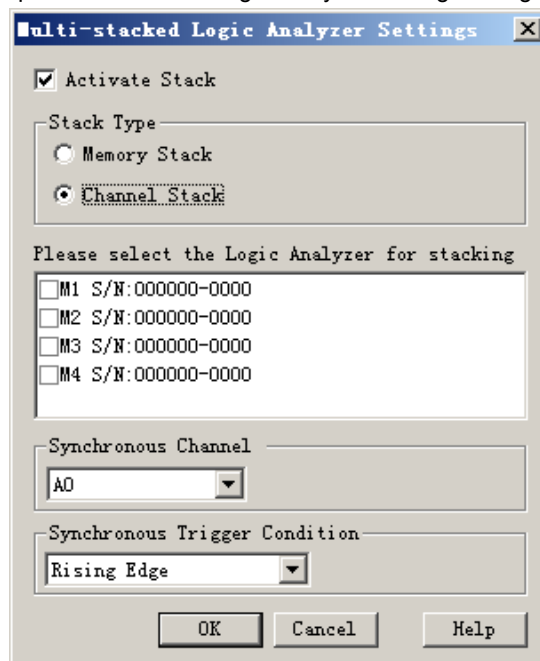 Multi-stacked Logic Analyzer Settings
Activate Stack
Stack Type
Memory Stack
Channel Stack
Please select the Logic Analyzer for stacking
M1 S/N:000000-0000
M2 S/N:000000-0000
M3 S/N:000000-0000
M4 S/N:000000-0000
Synchronous Channel
A0
Synchronous Trigger Condition
Rising Edge
OK Cancel Help